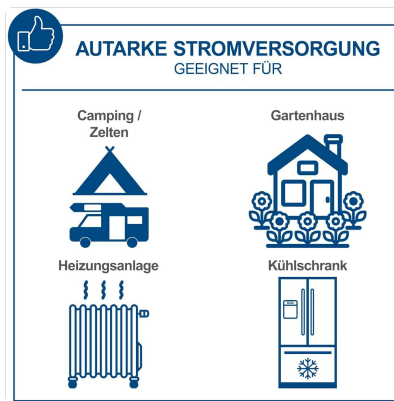 AUTARKE STROMVERSORGUNG
GEEIGNET FÜR
Camping /
Zelten
Gartenhaus
Heizungsanlage
Kühlschrank